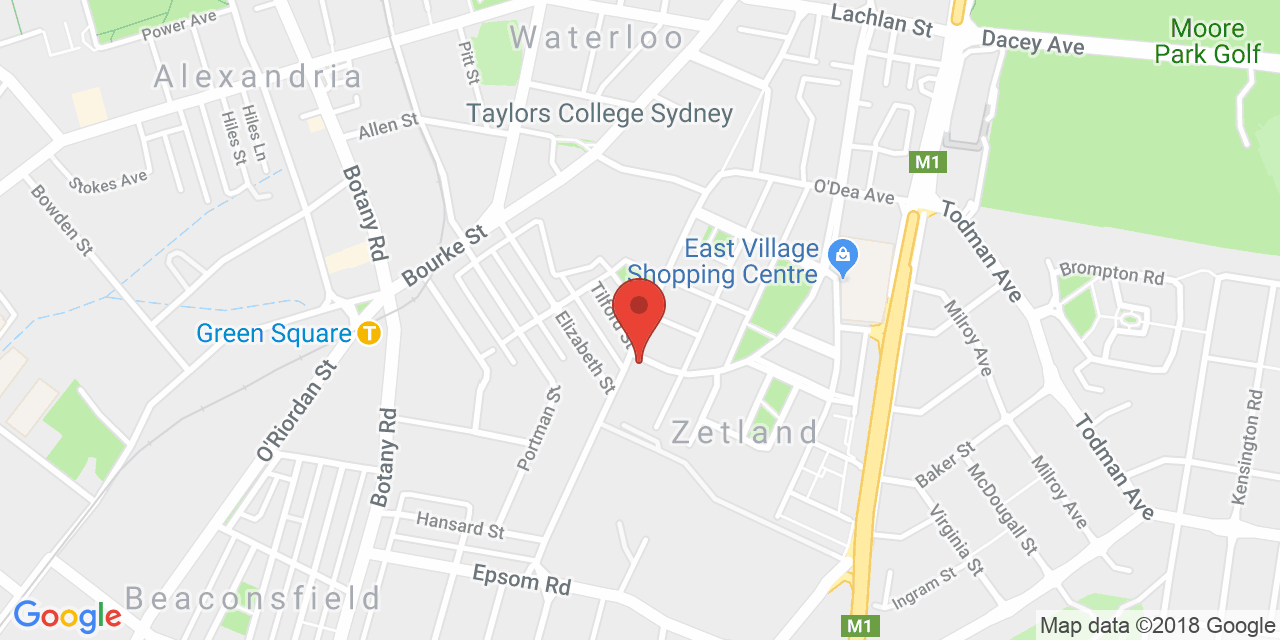 Lachlan St
Dacey Ave
Moore
Park Golf
Power Ave
Waterloo
Pitt St
Alexandria
Taylors College Sydney
Allen St
Hiles St
Hiles Ln
M1
Stokes Ave
O'Dea Ave
Bowden St
Botany Rd
Todman Ave
Bourke St
East Village
Shopping Centre
Brompton Rd
Tilford St
Elizabeth St
Milroy Ave
Green Square
T
O'Riordan St
Portman St
Botany Rd
Zetland
Kensington Rd
Todman Ave
Baker St
McDougall St
Milroy Ave
Virginia St
Hansard St
Epsom Rd
Ingram St
Beaconsfield
Google
M1
Map data ©2018 Google